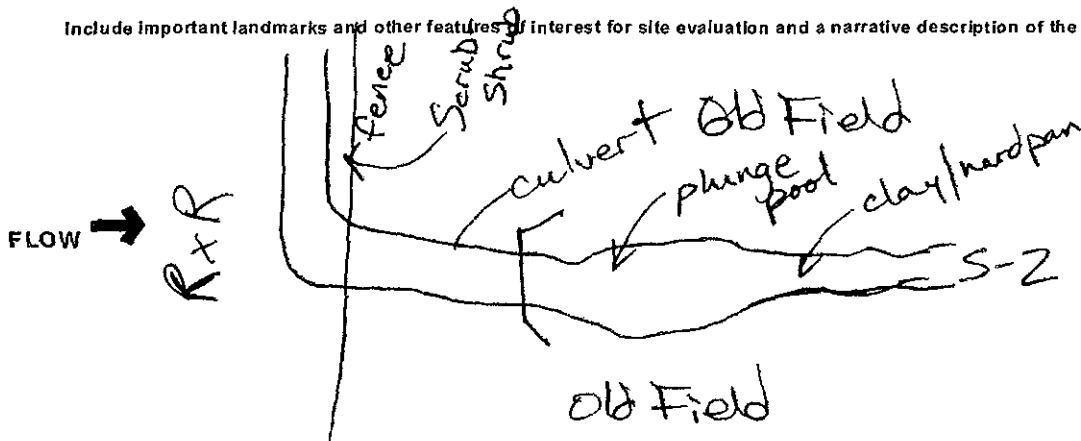 Include important landmarks and other features of interest for site evaluation and a narrative description of the
fence
Scrub
Shrub
culvert
Old Field
plunge
pool
clay/hardpan
FLOW
R x R
S-2
Old Field